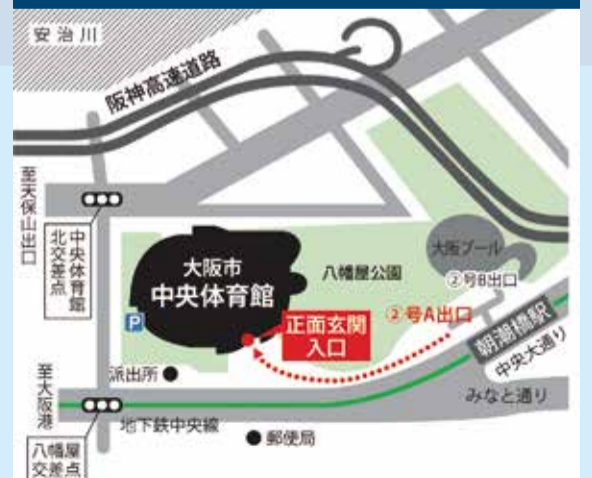 安治川
阪神高速道路
至天保山出口
中央体育館
北交差点
大阪市
中央体育館
八幡屋公園
大阪プール
②号B出口
②号A出口
正面玄関
入口
P
朝潮橋駅
中央大通り
みなと通り
派出所
至大阪港
地下鉄中央線
郵便局
八幡屋
交差点